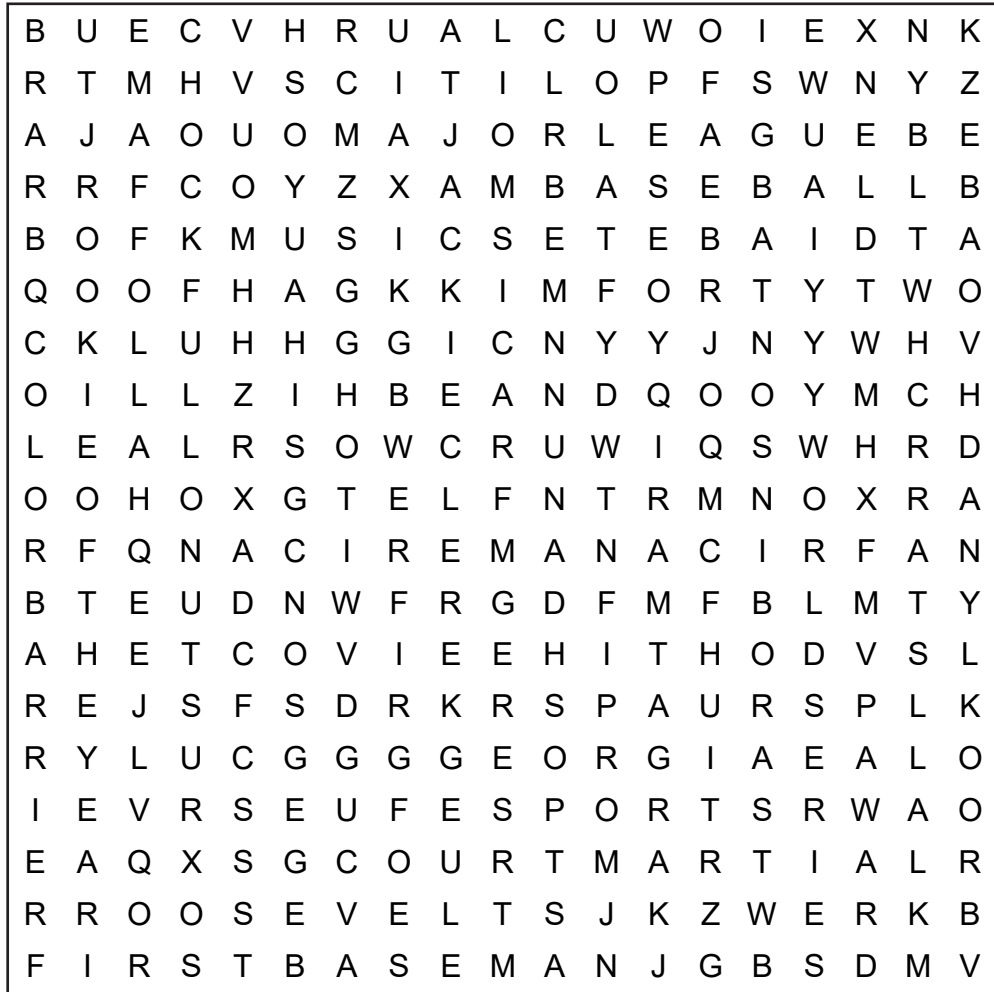 B U E C V H R U A L C U W O I E X N K
R T M H V S C I T I L O P F S W N Y Z
A J A O U O M A J O R L E A G U E B E
R R F C O Y Z X A M B A S E B A L L B
B O F K M U S I C S E T E B A I D T A
Q O O F H A G K K I M F O R T Y T W O
C K L U H H G G I C N Y Y J N Y W H V
O I L L Z I H B E A N D Q O O Y M C H
L E A L R S O W C R U W I Q S W H R D
O O H O X G T E L F N T R M N O X R A
R F Q N A C I R E M A N A C I R F A N
B T E U D N W F R G D F M F B L M T Y
A H E T C O V I E E H I T H O D V S L
R E J S F S D R K R S P A U R S P L K
R Y L U C G G G G E O R G I A E A L O
I E V R S E U F E S P O R T S R W A O
E A Q X S G C O U R T M A R T I A L R
R R O O S E V E L T S J K Z W E R K B
F I R S T B A S E M A N J G B S D M V